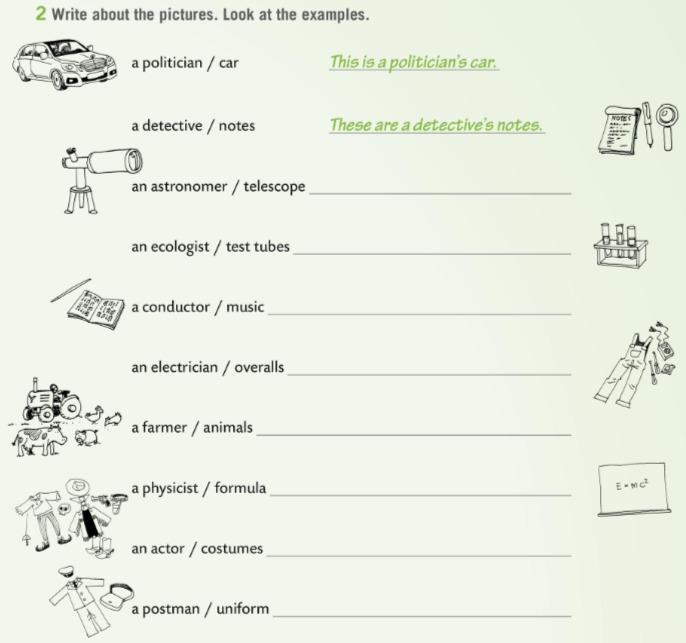 2 Write about the pictures. Look at the examples.
a politician / car This is a politician's car.
a detective / notes These are a detective's notes.
NOTES
an astronomer / telescope
an ecologist / test tubes
a conductor / music
an electrician / overalls
a farmer / animals
a physicist / formula
E = mc²
an actor / costumes
a postman / uniform